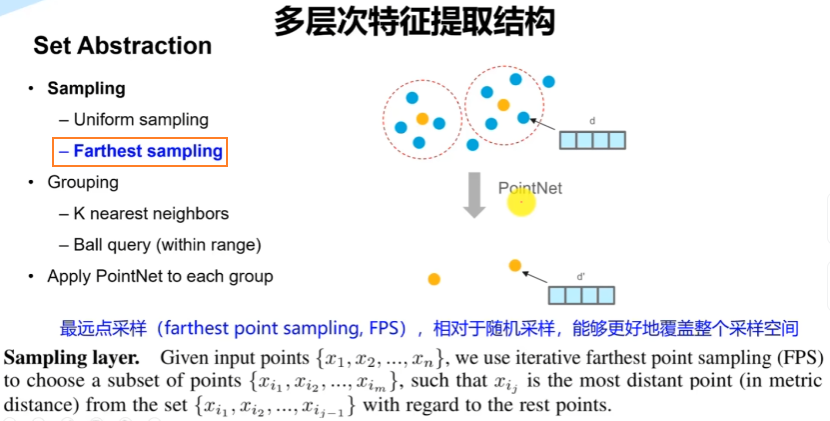 多层次特征提取结构
Set Abstraction
• Sampling
– Uniform sampling
– Farthest sampling
• Grouping
– K nearest neighbors
– Ball query (within range)
• Apply PointNet to each group
d
PointNet
d'
最远点采样（farthest point sampling, FPS），相对于随机采样，能够更好地覆盖整个采样空间
Sampling layer. Given input points {x₁, x₂, ..., xₙ}, we use iterative farthest point sampling (FPS)
to choose a subset of points {x_{i_1}, x_{i_2}, ..., x_{i_m}}, such that x_{i_j} is the most distant point (in metric
distance) from the set {x_{i_1}, x_{i_2}, ..., x_{i_{j−1}}} with regard to the rest points.